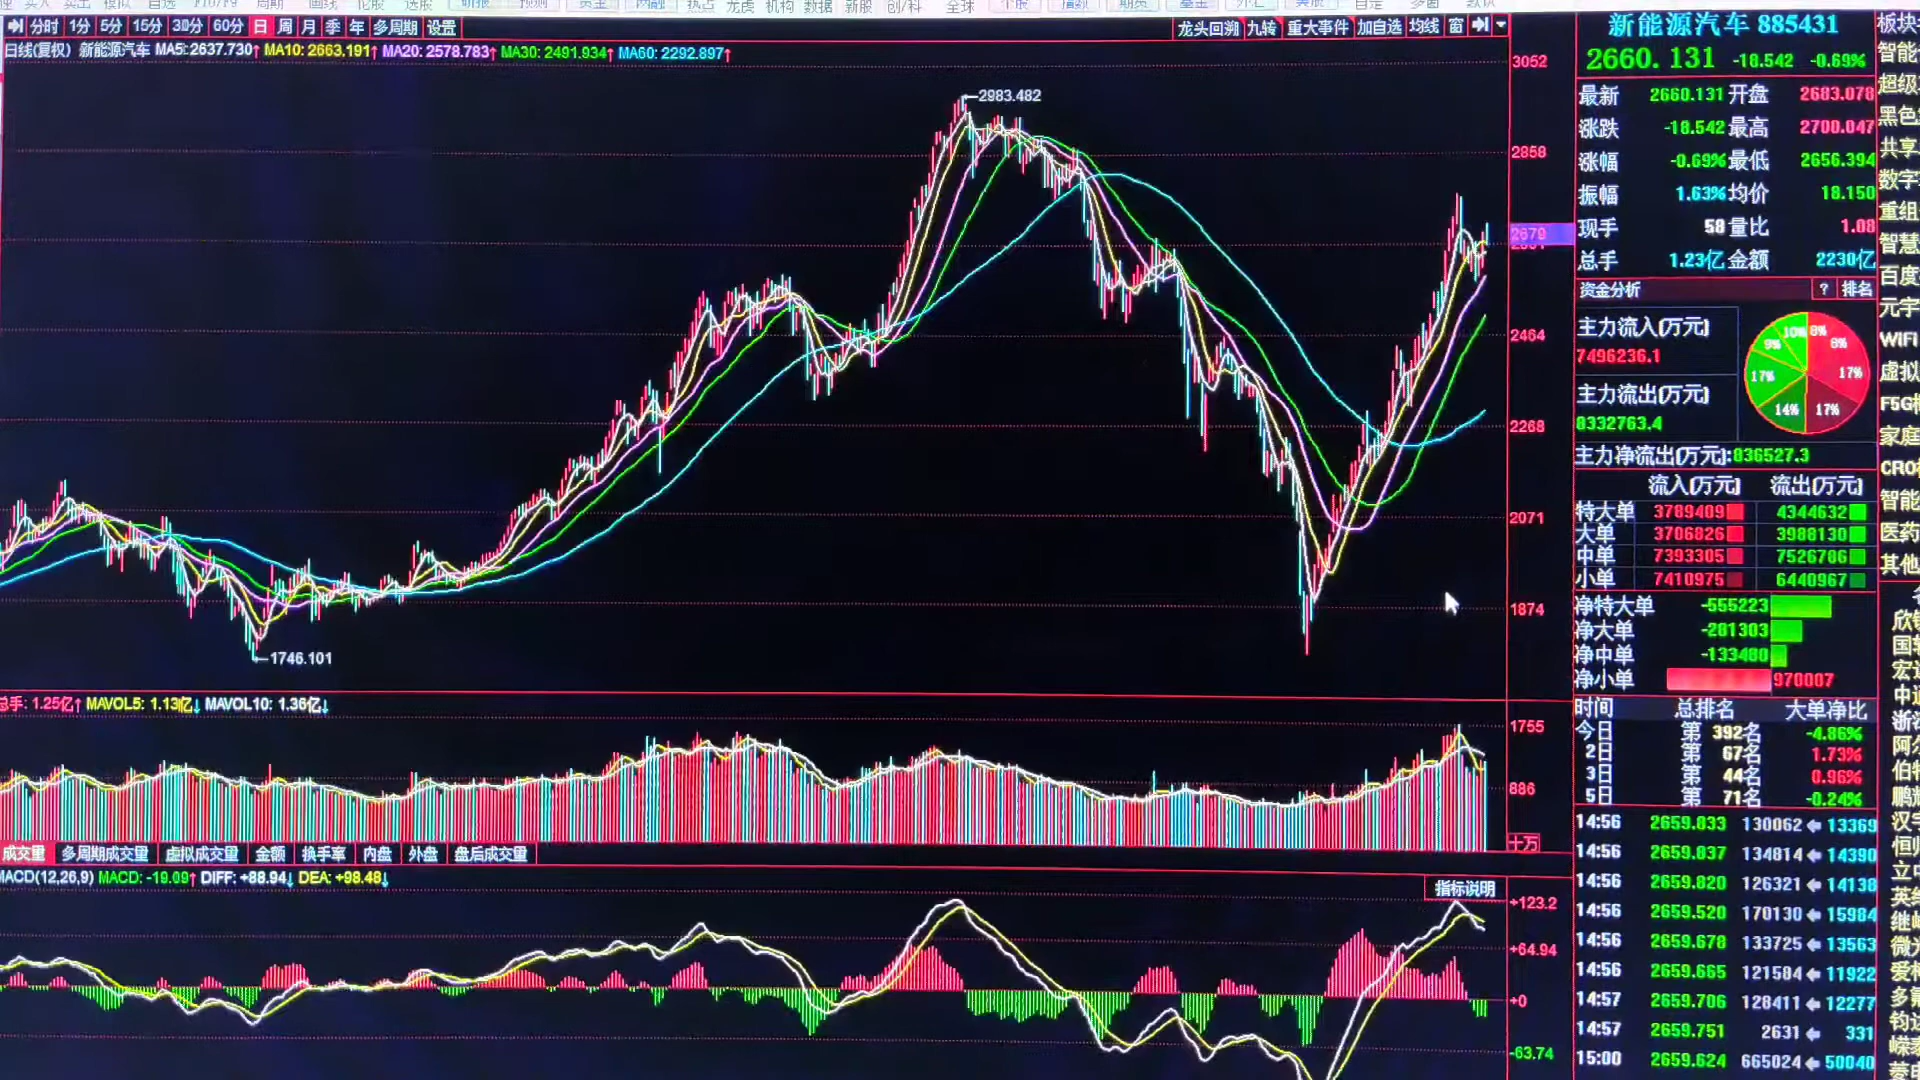 分时 1分 5分 15分 30分 60分 日 周 月 季 年 多周期 设置
龙头回溯 九转 重大事件 加自选 均线 窗
日线(复权) 新能源汽车 MA5: 2637.730↑ MA10: 2663.191↑ MA20: 2578.783↑ MA30: 2491.934↑ MA60: 2292.897↑
3052
2983.482
2858
2679
2464
2268
2071
1874
1746.101
总手: 1.25亿↑ MAVOL5: 1.13亿↓ MAVOL10: 1.36亿↓
1755
886
十万
成交量 多周期成交量 虚拟成交量 金额 换手率 内盘 外盘 盘后成交量
MACD(12,26,9) MACD: -19.09↑ DIFF: +88.94↓ DEA: +98.48↓
指标说明
+123.2
+64.94
+0
-63.74
新能源汽车 885431
2660.131 -18.542 -0.69%
最新 2660.131 开盘 2683.078
涨跌 -18.542 最高 2700.047
涨幅 -0.69% 最低 2656.394
振幅 1.63% 均价 18.150
现手 58 量比 1.08
总手 1.23亿 金额 2230亿
资金分析 ? 排名
主力流入(万元)
7496236.1
主力流出(万元)
8332763.4
10% 8% 8% 9% 17% 17% 14% 17%
主力净流出(万元):836527.3
流入(万元) 流出(万元)
特大单 3789409 4344632
大单 3706826 3988130
中单 7393305 7526786
小单 7410975 6440967
净特大单 -555223
净大单 -201303
净中单 -133480
净小单 970007
时间 总排名 大单净比
今日 第 392名 -4.86%
2日 第 67名 1.73%
3日 第 44名 0.96%
5日 第 71名 -0.24%
14:56 2659.033 130062 13369
14:56 2659.037 134814 14390
14:56 2659.020 126321 14138
14:56 2659.520 170130 15984
14:56 2659.678 133725 13563
14:56 2659.665 121584 11922
14:57 2659.706 128411 12277
14:57 2659.751 2631 331
15:00 2659.624 665024 50040
板块
智能
超级
黑色
共享
数字
重组
智慧
百度
元宇
WIFI
虚拟
F5G
家庭
CRO
智能
医药
其他